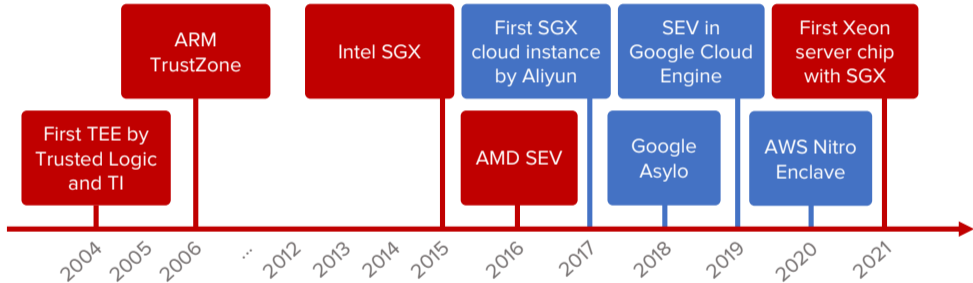 ARM
TrustZone
Intel SGX
First SGX
cloud instance
by Aliyun
SEV in
Google Cloud
Engine
First Xeon
server chip
with SGX
First TEE by
Trusted Logic
and TI
AMD SEV
Google
Asylo
AWS Nitro
Enclave
2004
2005
2006
...
2012
2013
2014
2015
2016
2017
2018
2019
2020
2021